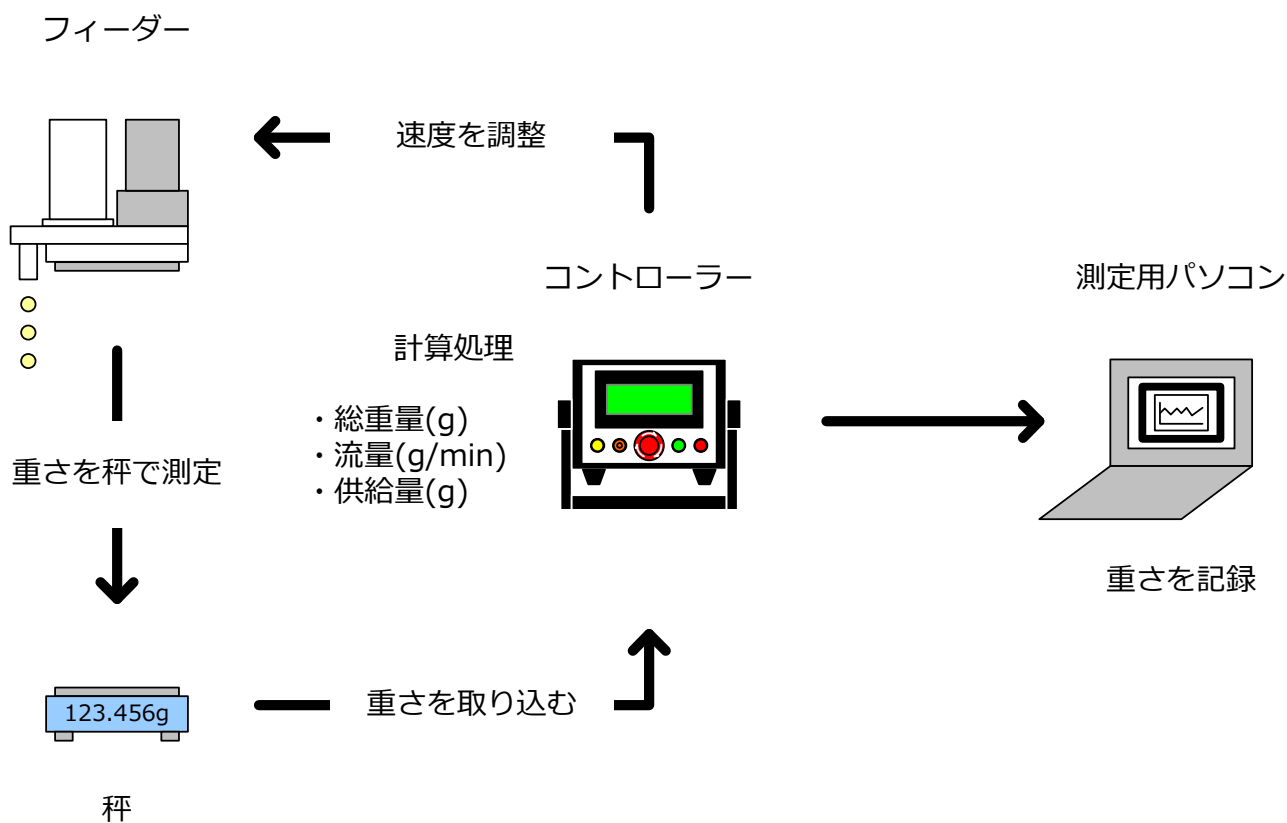 フィーダー
速度を調整
コントローラー
測定用パソコン
計算処理
・総重量(g)
・流量(g/min)
・供給量(g)
重さを秤で測定
重さを記録
123.456g
重さを取り込む
秤